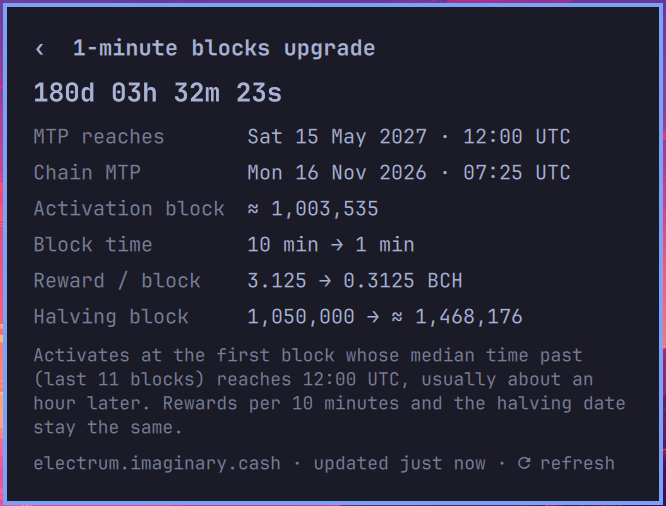 ‹ 1-minute blocks upgrade
180d 03h 32m 23s
MTP reaches Sat 15 May 2027 · 12:00 UTC
Chain MTP Mon 16 Nov 2026 · 07:25 UTC
Activation block ≈ 1,003,535
Block time 10 min → 1 min
Reward / block 3.125 → 0.3125 BCH
Halving block 1,050,000 → ≈ 1,468,176
Activates at the first block whose median time past
(last 11 blocks) reaches 12:00 UTC, usually about an
hour later. Rewards per 10 minutes and the halving date
stay the same.
electrum.imaginary.cash · updated just now · ⟳ refresh